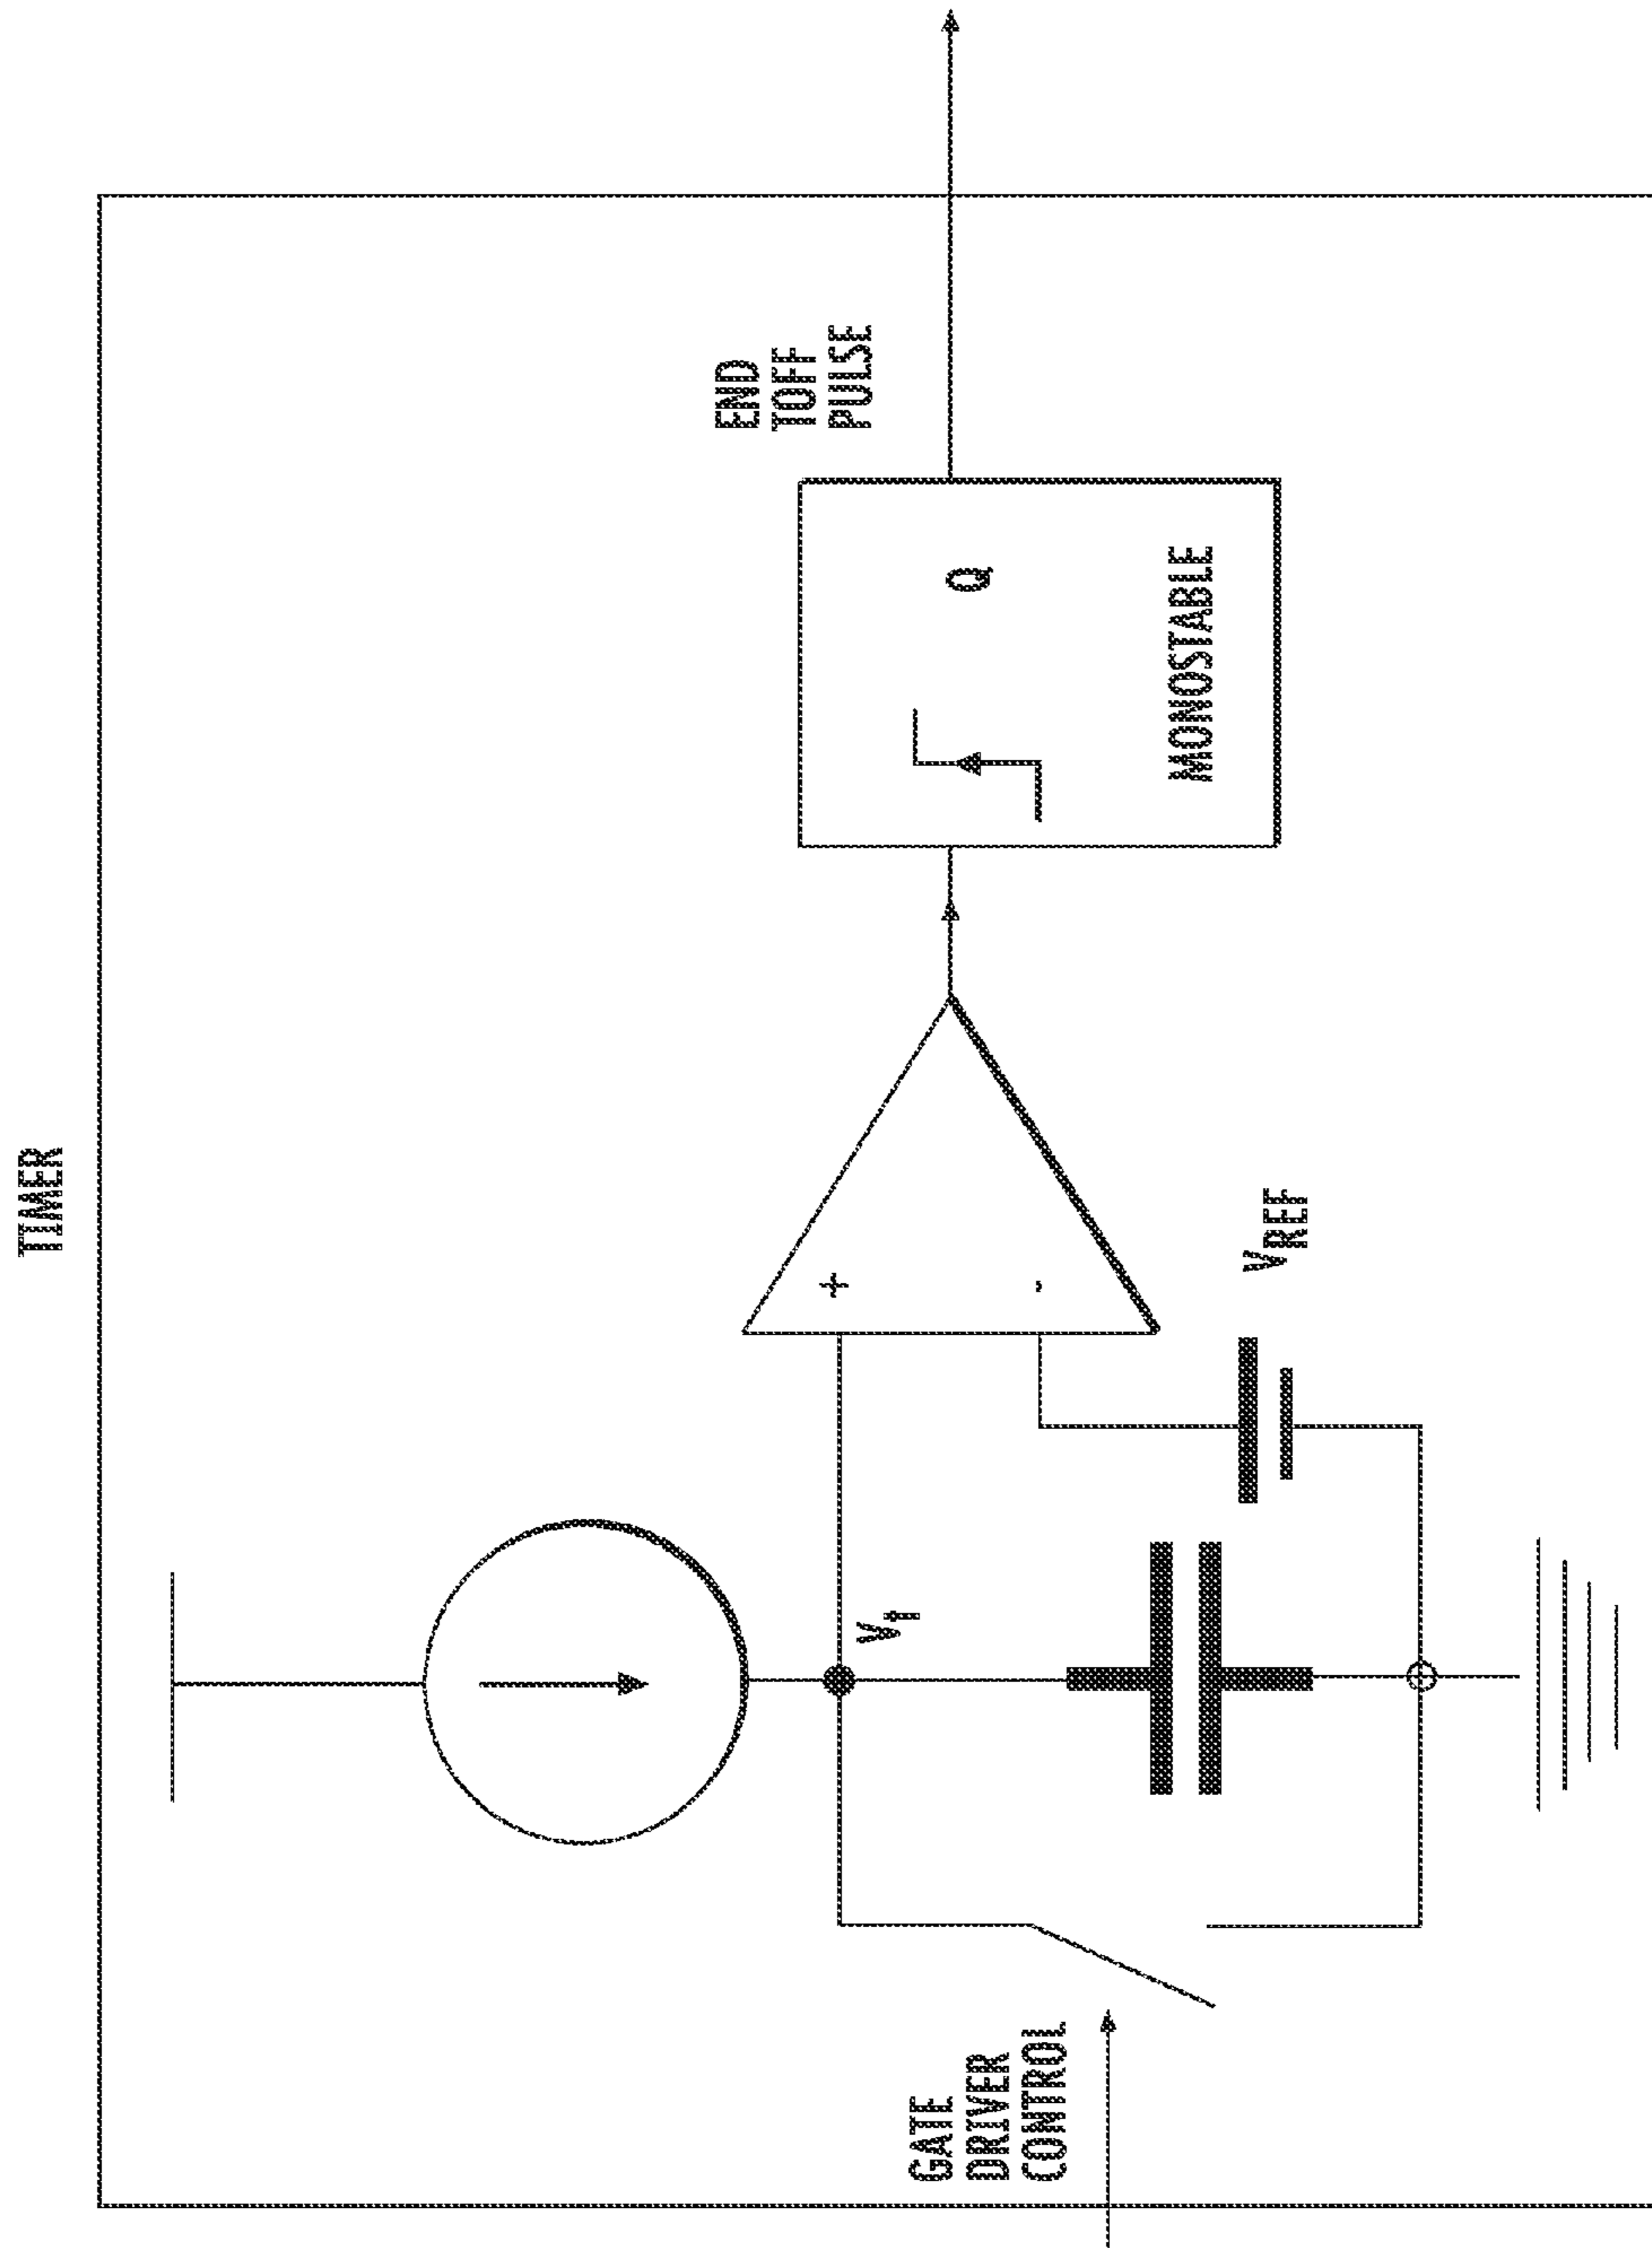 TIMER
GATE
DRIVER
CONTROL
V1
+
-
VREF
MONOSTABLE
Q
END
TOFF
PULSE